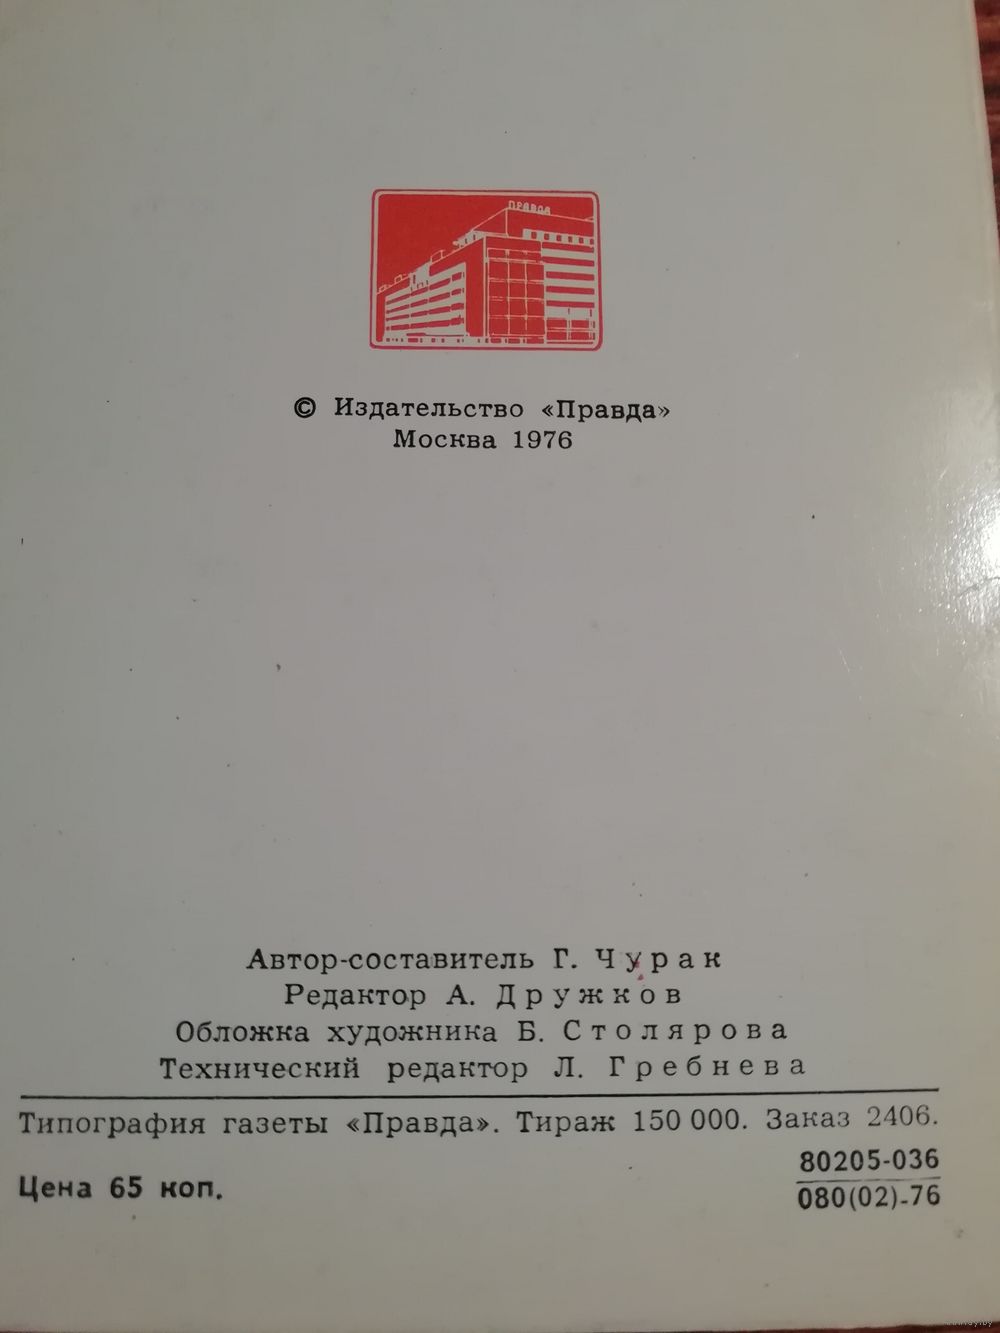 ПРАВДА
© Издательство «Правда»
Москва 1976
Автор-составитель Г. Чурак
Редактор А. Дружков
Обложка художника Б. Столярова
Технический редактор Л. Гребнева
Типография газеты «Правда». Тираж 150 000. Заказ 2406.
Цена 65 коп.
80205-036
080(02)-76